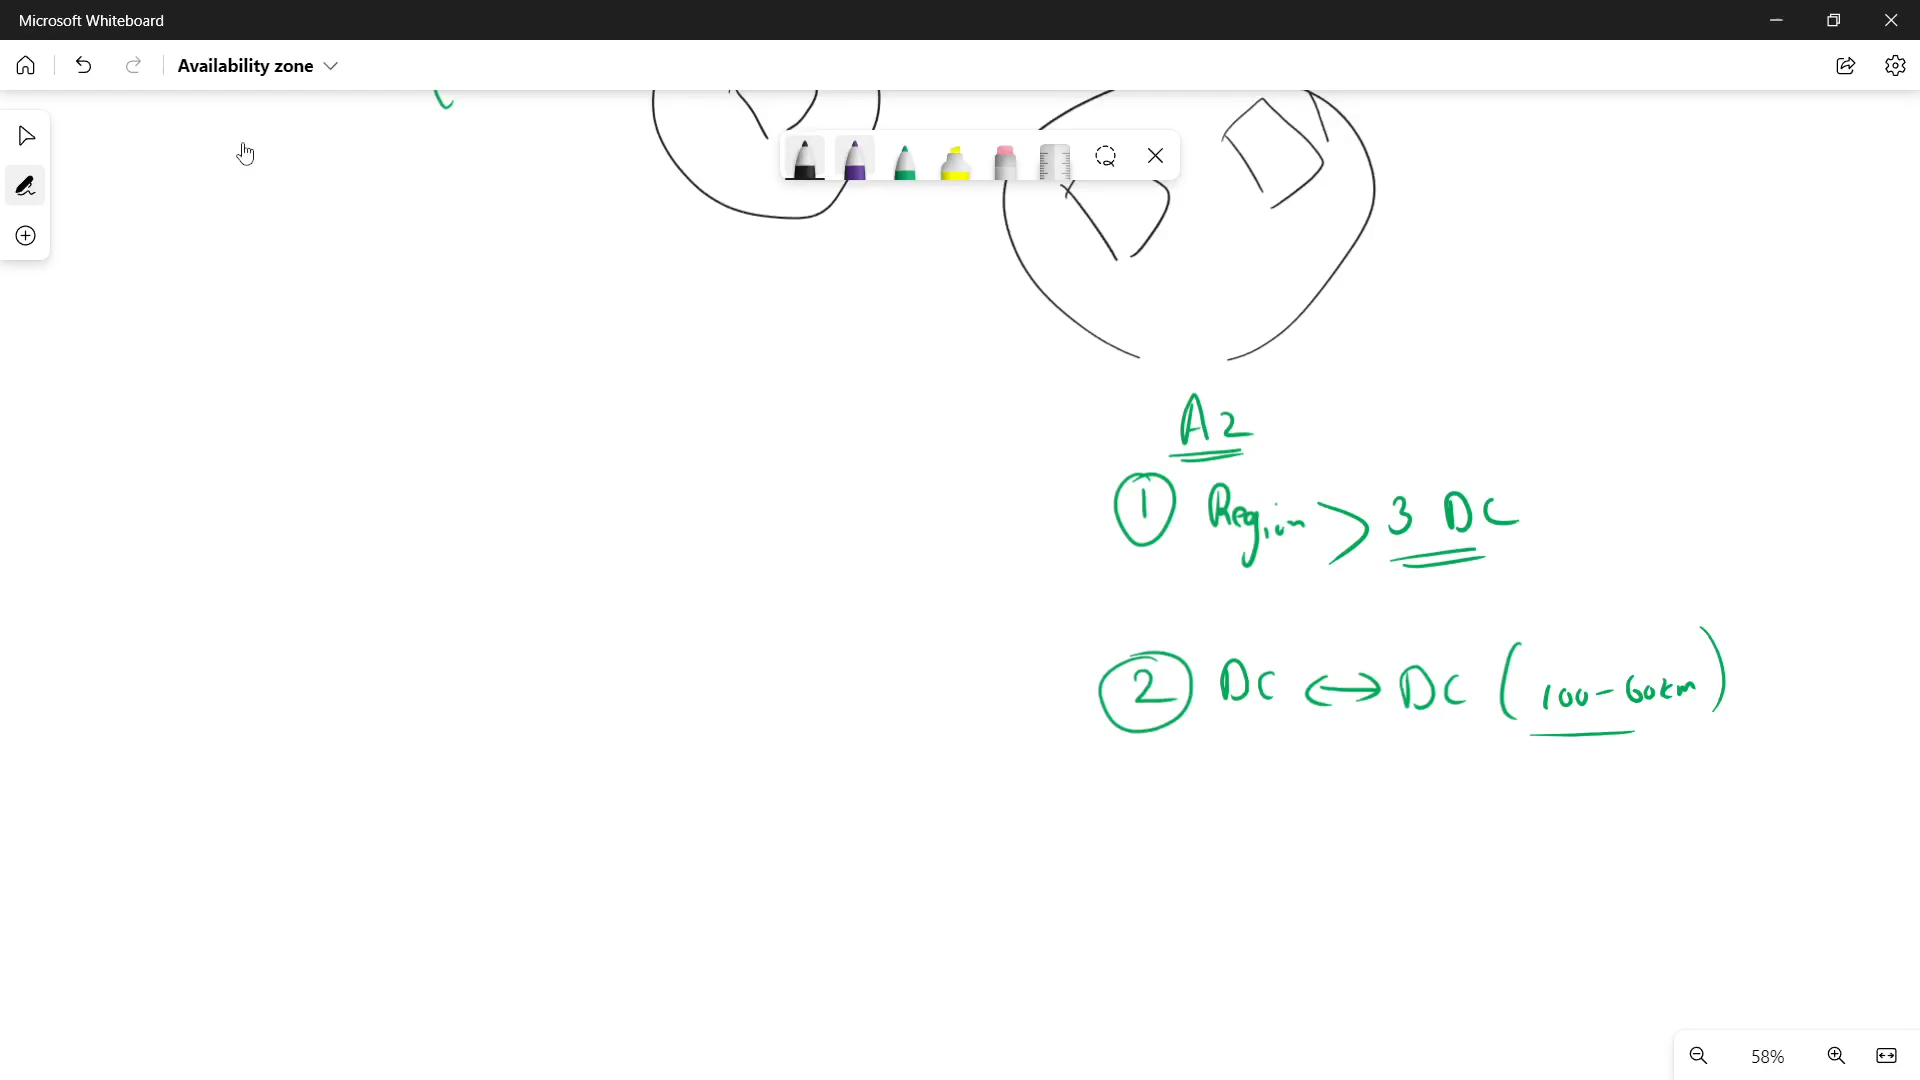 Microsoft Whiteboard
Availability zone
AZ
1 Region > 3 DC
2 DC ↔ DC (100-60km)
58%